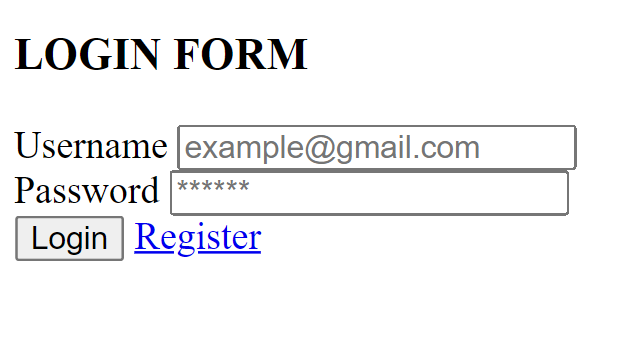 LOGIN FORM
Username example@gmail.com
Password ******
Login Register